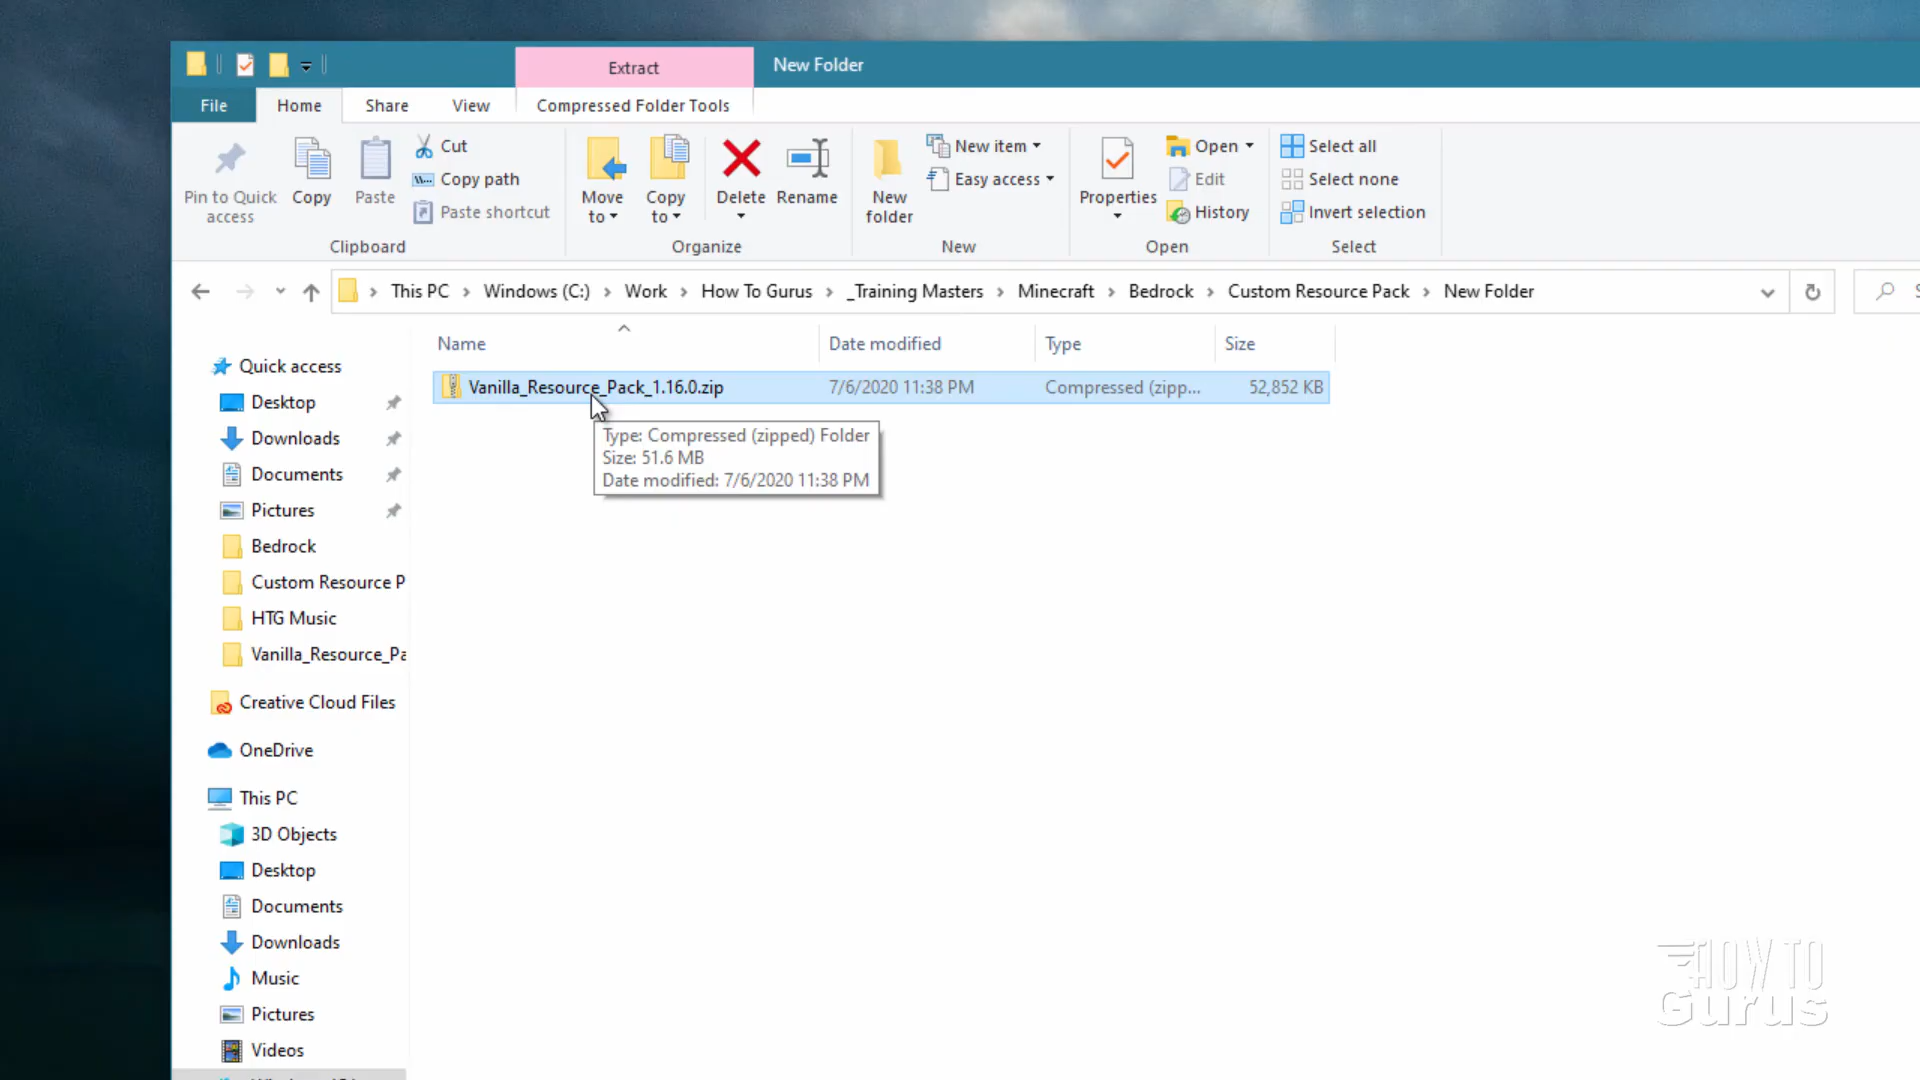 Extract
New Folder
File
Home
Share
View
Compressed Folder Tools
Pin to Quick
access
Copy
Paste
Cut
Copy path
Paste shortcut
Clipboard
Move
to
Copy
to
Delete
Rename
Organize
New
folder
New item
Easy access
New
Properties
Open
Edit
History
Open
Select all
Select none
Invert selection
Select
This PC
Windows (C:)
Work
How To Gurus
_Training Masters
Minecraft
Bedrock
Custom Resource Pack
New Folder
Name
Date modified
Type
Size
Vanilla_Resource_Pack_1.16.0.zip
7/6/2020 11:38 PM
Compressed (zipp...
52,852 KB
Type: Compressed (zipped) Folder
Size: 51.6 MB
Date modified: 7/6/2020 11:38 PM
Quick access
Desktop
Downloads
Documents
Pictures
Bedrock
Custom Resource P
HTG Music
Vanilla_Resource_Pa
Creative Cloud Files
OneDrive
This PC
3D Objects
Desktop
Documents
Downloads
Music
Pictures
Videos
HOW TO
Gurus